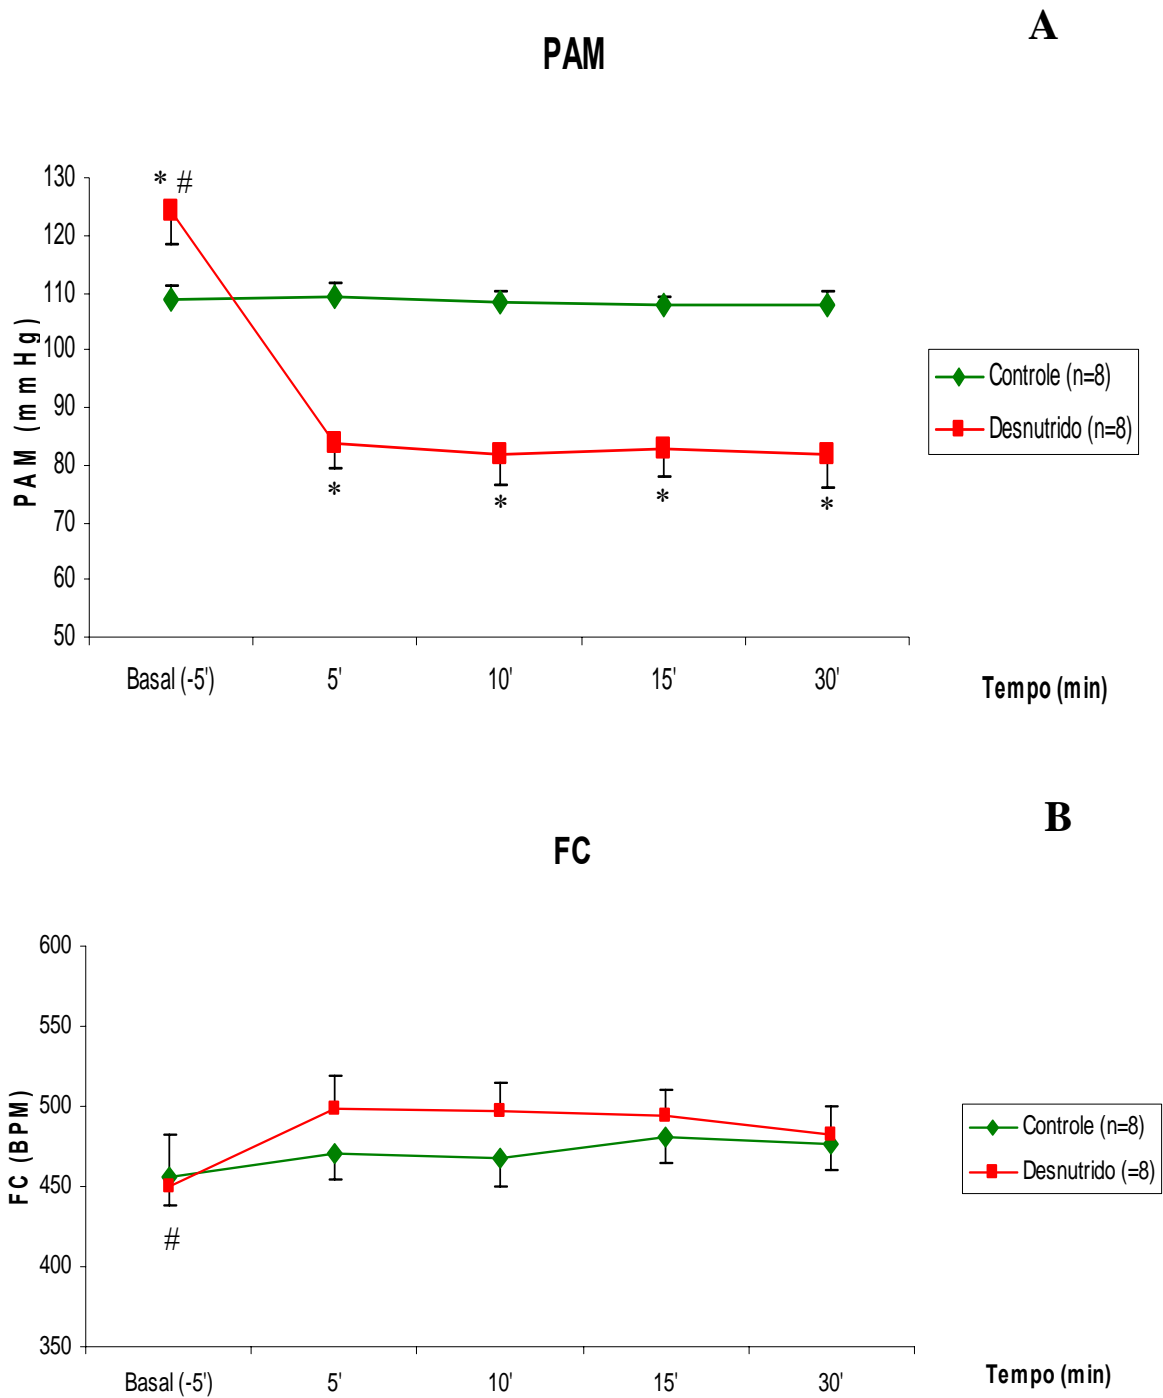 A
PAM
130
120
110
100
90
80
70
60
50
PAM (mmHg)
* #
*
*
*
*
Controle (n=8)
Desnutrido (n=8)
Basal (-5') 5' 10' 15' 30'
Tempo (min)
B
FC
600
550
500
450
400
350
FC (BPM)
#
Controle (n=8)
Desnutrido (=8)
Basal (-5') 5' 10' 15' 30'
Tempo (min)